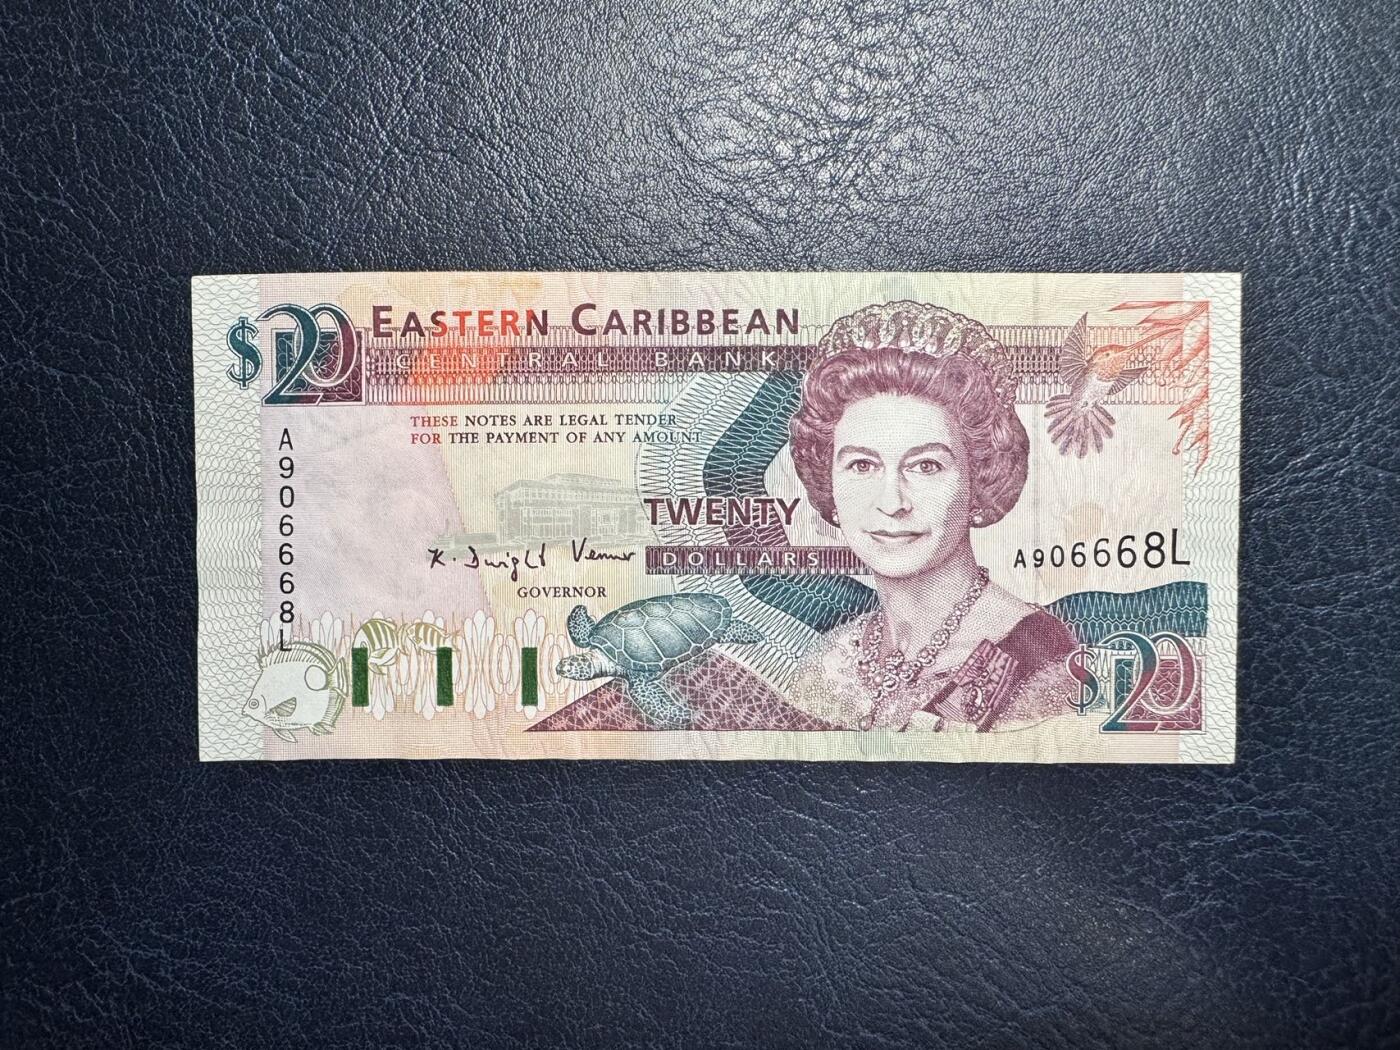 $20
EASTERN CARIBBEAN
CENTRAL BANK
THESE NOTES ARE LEGAL TENDER
FOR THE PAYMENT OF ANY AMOUNT
A906668L
TWENTY
DOLLARS
K. Dwight Venner
GOVERNOR
A906668L
$20